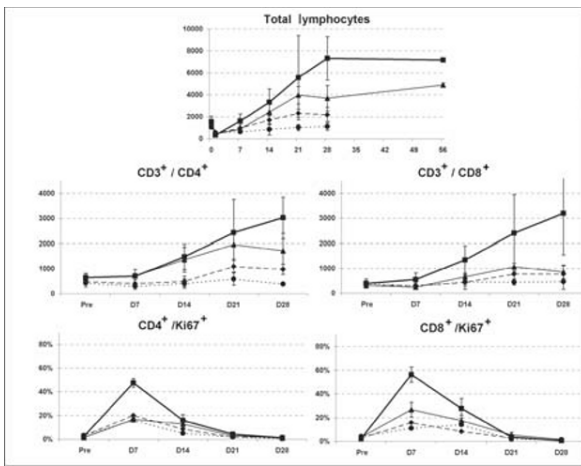 Total lymphocytes
10000
8000
6000
4000
2000
0
0 7 14 21 28 35 42 49 56
CD3+ / CD4+
4000
3000
2000
1000
0
Pre D7 D14 D21 D28
CD3+ / CD8+
4000
3000
2000
1000
0
Pre D7 D14 D21 D28
CD4+/Ki67+
80%
60%
40%
20%
0%
Pre D7 D14 D21 D28
CD8+/Ki67+
80%
60%
40%
20%
0%
Pre D7 D14 D21 D28